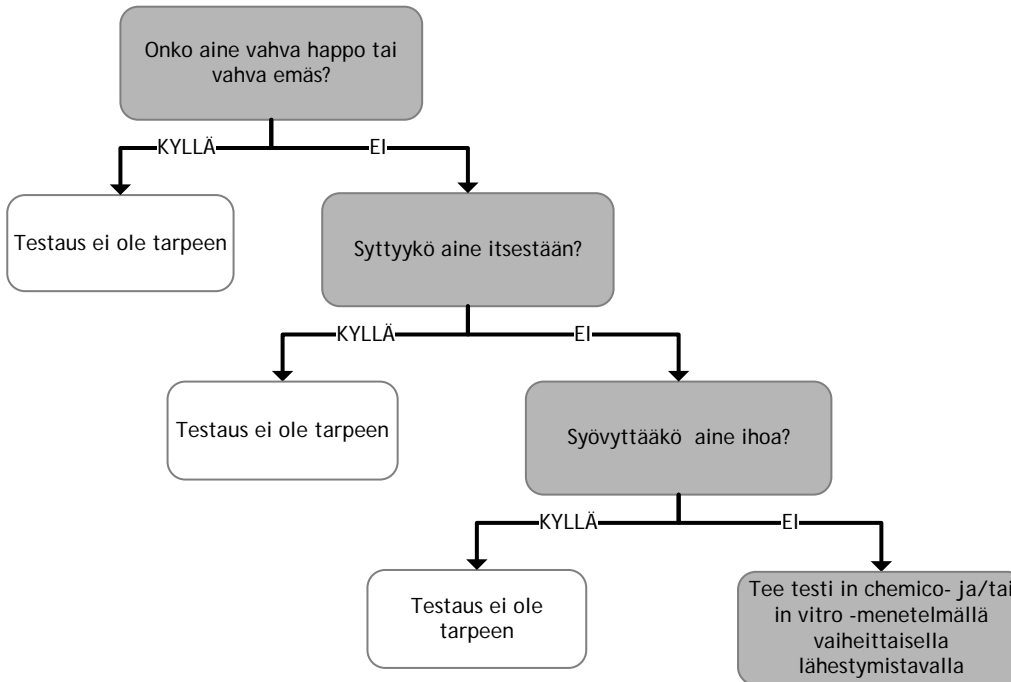 Onko aine vahva happo tai
vahva emäs?
KYLLÄ
EI
Testaus ei ole tarpeen
Syttyykö aine itsestään?
KYLLÄ
EI
Testaus ei ole tarpeen
Syövyttääkö aine ihoa?
KYLLÄ
EI
Testaus ei ole
tarpeen
Tee testi in chemico- ja/tai
in vitro -menetelmällä
vaiheittaisella
lähestymistavalla